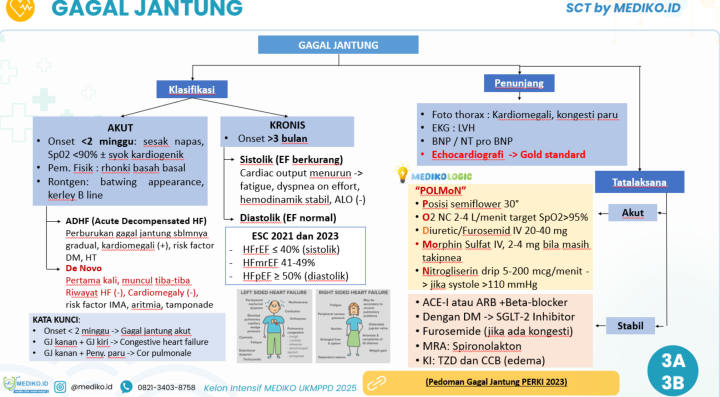 GAGAL JANTUNG
SCT by MEDIKO.ID
GAGAL JANTUNG
Klasifikasi
AKUT
• Onset <2 minggu: sesak napas,
SpO2 <90% ± syok kardiogenik
• Pem. Fisik : rhonki basah basal
• Rontgen: batwing appearance,
kerley B line
ADHF (Acute Decompensated HF)
Perburukan gagal jantung sblmnya
gradual, kardiomegali (+), risk factor
DM, HT
De Novo
Pertama kali, muncul tiba-tiba
Riwayat HF (-), Cardiomegaly (-),
risk factor IMA, aritmia, tamponade
KATA KUNCI:
• Onset < 2 minggu -> Gagal jantung akut
• GJ kanan + GJ kiri -> Congestive heart failure
• GJ kanan + Peny. paru -> Cor pulmonale
KRONIS
• Onset >3 bulan
Sistolik (EF berkurang)
Cardiac output menurun ->
fatigue, dyspnea on effort,
hemodinamik stabil, ALO (-)
Diastolik (EF normal)
ESC 2021 dan 2023
- HFrEF ≤ 40% (sistolik)
- HFmrEF 41-49%
- HFpEF ≥ 50% (diastolik)
LEFT SIDED HEART FAILURE
RIGHT SIDED HEART FAILURE
Penunjang
• Foto thorax : Kardiomegali, kongesti paru
• EKG : LVH
• BNP / NT pro BNP
• Echocardiografi -> Gold standard
MEDIKOLOGIC
"POLMoN"
• Posisi semiflower 30°
• O2 NC 2-4 L/menit target SpO2>95%
• Diuretic/Furosemid IV 20-40 mg
• Morphin Sulfat IV, 2-4 mg bila masih
takipnea
• Nitrogliserin drip 5-200 mcg/menit -
> jika systole >110 mmHg
Tatalaksana
Akut
• ACE-I atau ARB +Beta-blocker
• Dengan DM -> SGLT-2 Inhibitor
• Furosemide (jika ada kongesti)
• MRA: Spironolakton
• KI: TZD dan CCB (edema)
Stabil
(Pedoman Gagal Jantung PERKI 2023)
3A
3B
MEDIKO.ID
@mediko.id
0821-3403-8758
Kelon Intensif MEDIKO UKMPPD 2025